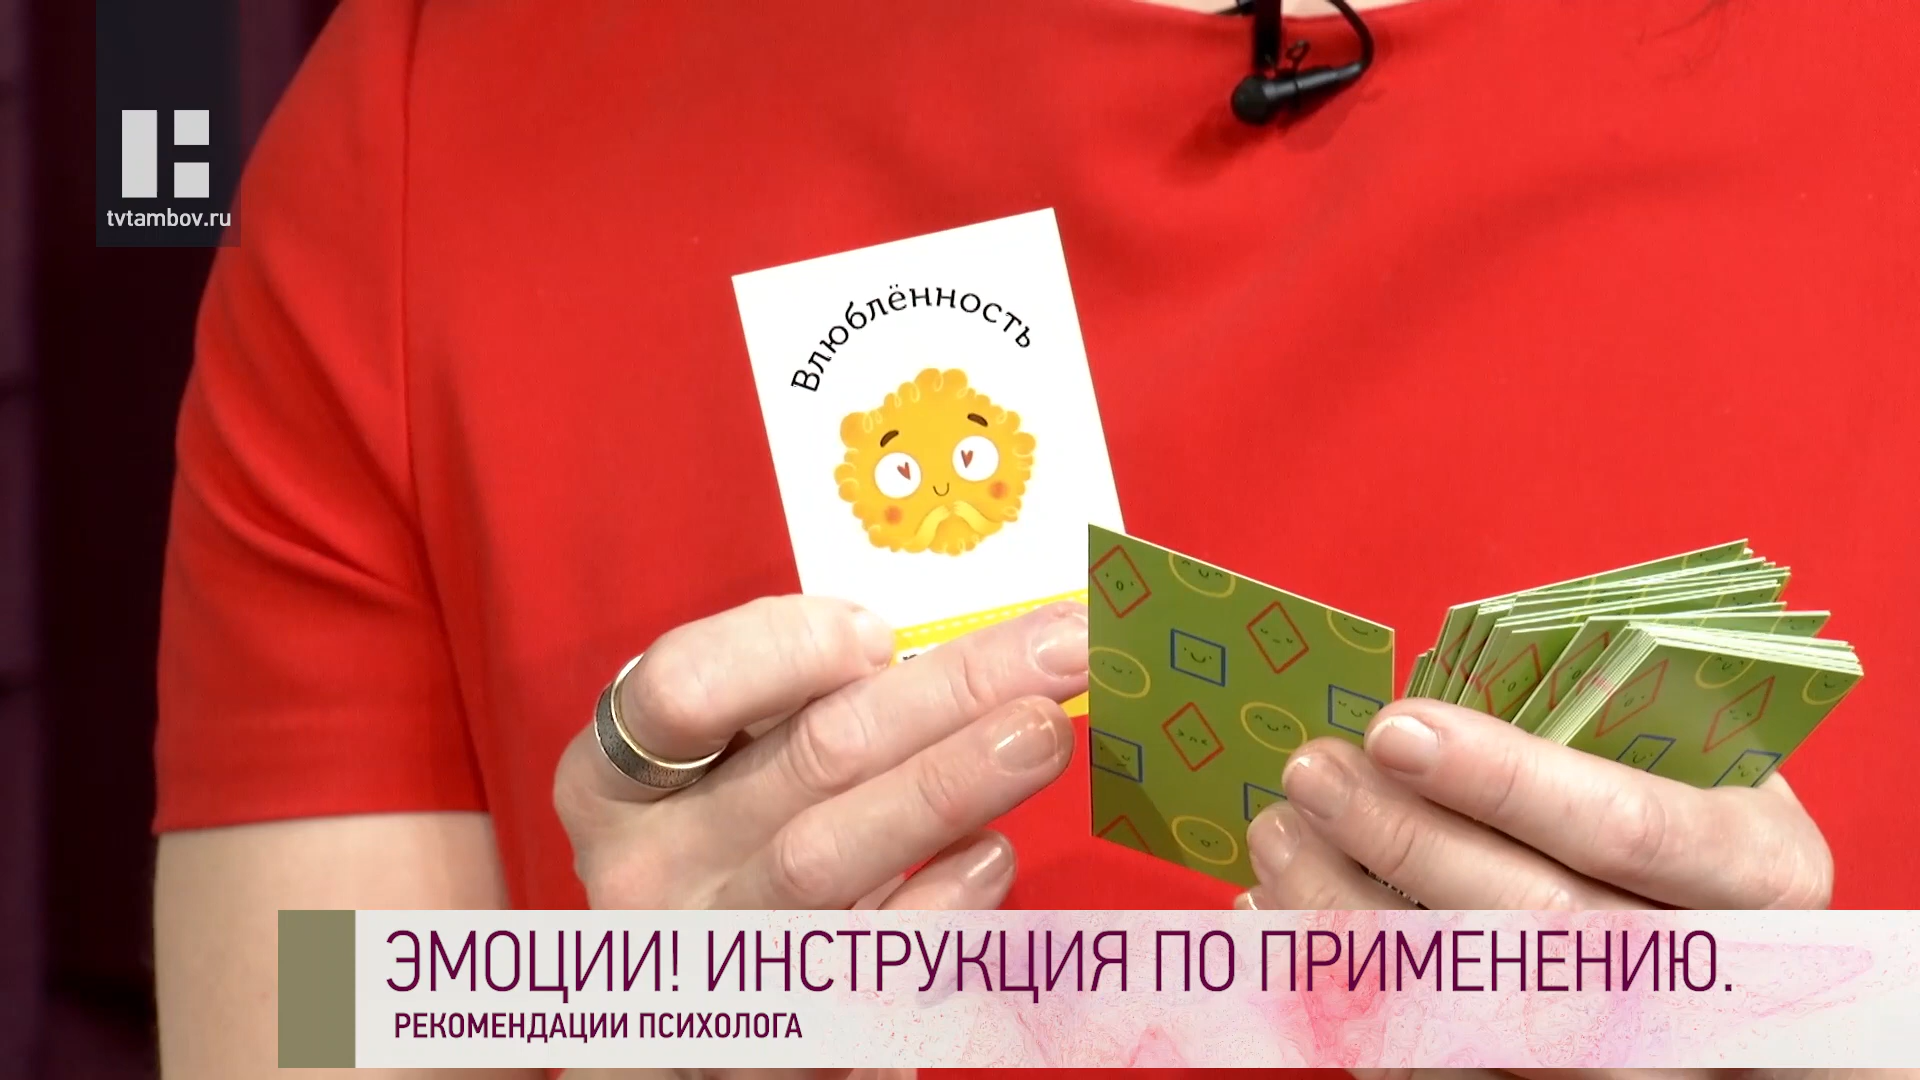 tvtambov.ru
Влюблённость
ЭМОЦИИ! ИНСТРУКЦИЯ ПО ПРИМЕНЕНИЮ.
РЕКОМЕНДАЦИИ ПСИХОЛОГА